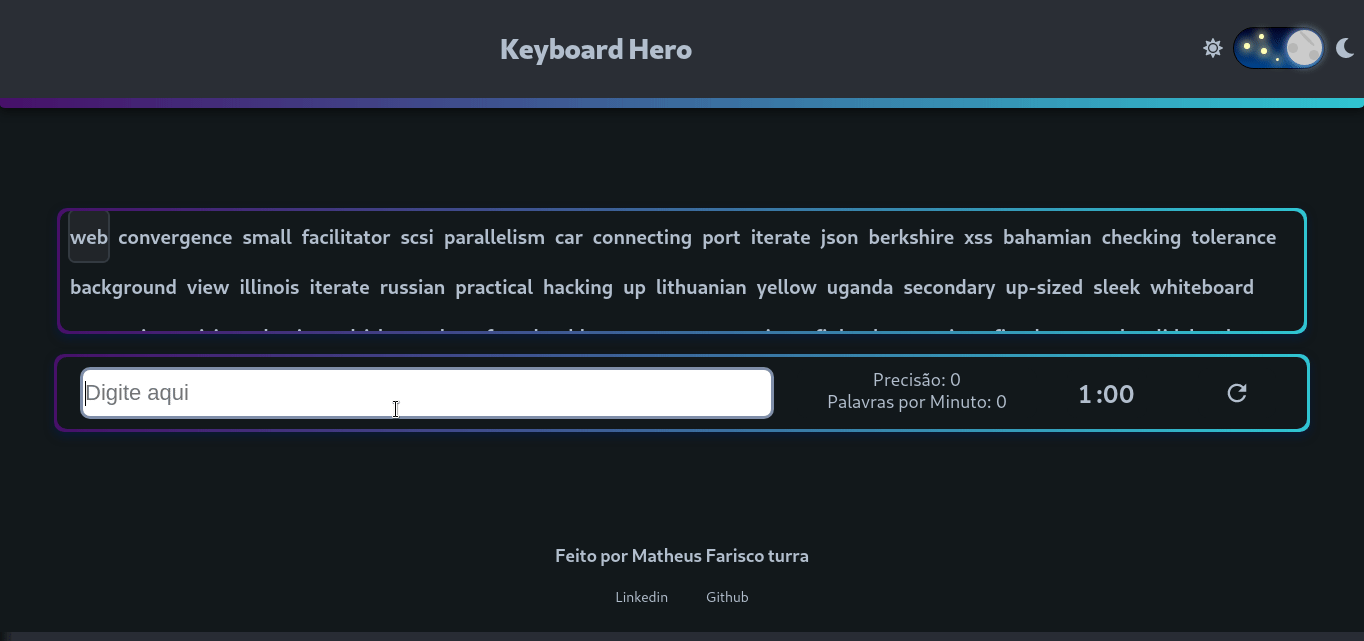 Keyboard Hero
web convergence small facilitator scsi parallelism car connecting port iterate json berkshire xss bahamian checking tolerance
background view illinois iterate russian practical hacking up lithuanian yellow uganda secondary up-sized sleek whiteboard
Digite aqui
Precisão: 0
Palavras por Minuto: 0
1:00
Feito por Matheus Farisco turra
Linkedin Github